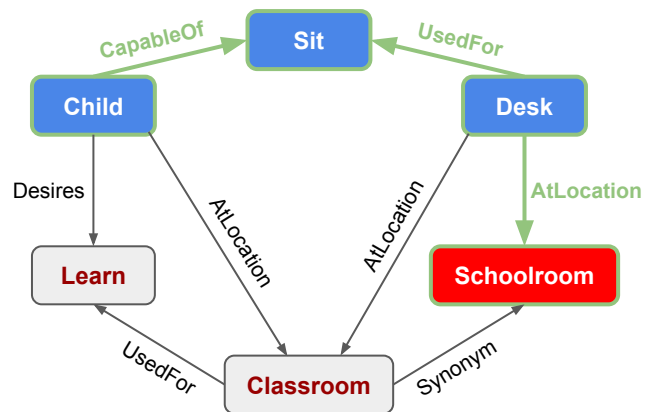 CapableOf
Sit
UsedFor
Child
Desk
Desires
AtLocation
AtLocation
AtLocation
Learn
Schoolroom
UsedFor
Classroom
Synonym